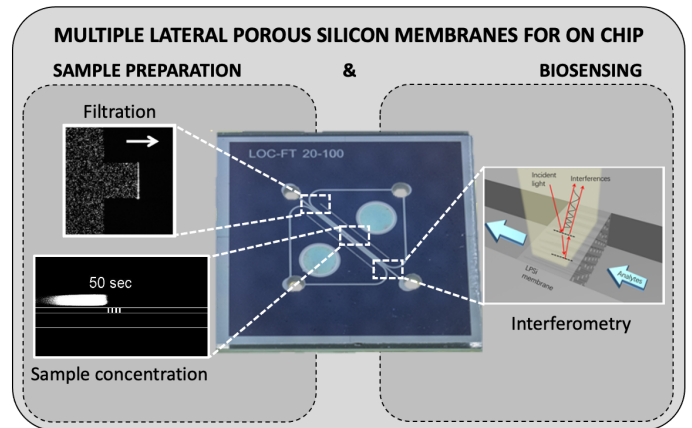 MULTIPLE LATERAL POROUS SILICON MEMBRANES FOR ON CHIP
SAMPLE PREPARATION & BIOSENSING
Filtration
LOC-FT 20-100
Incident
light
Interferences
50 sec
LPSi
membrane
Analytes
Interferometry
Sample concentration